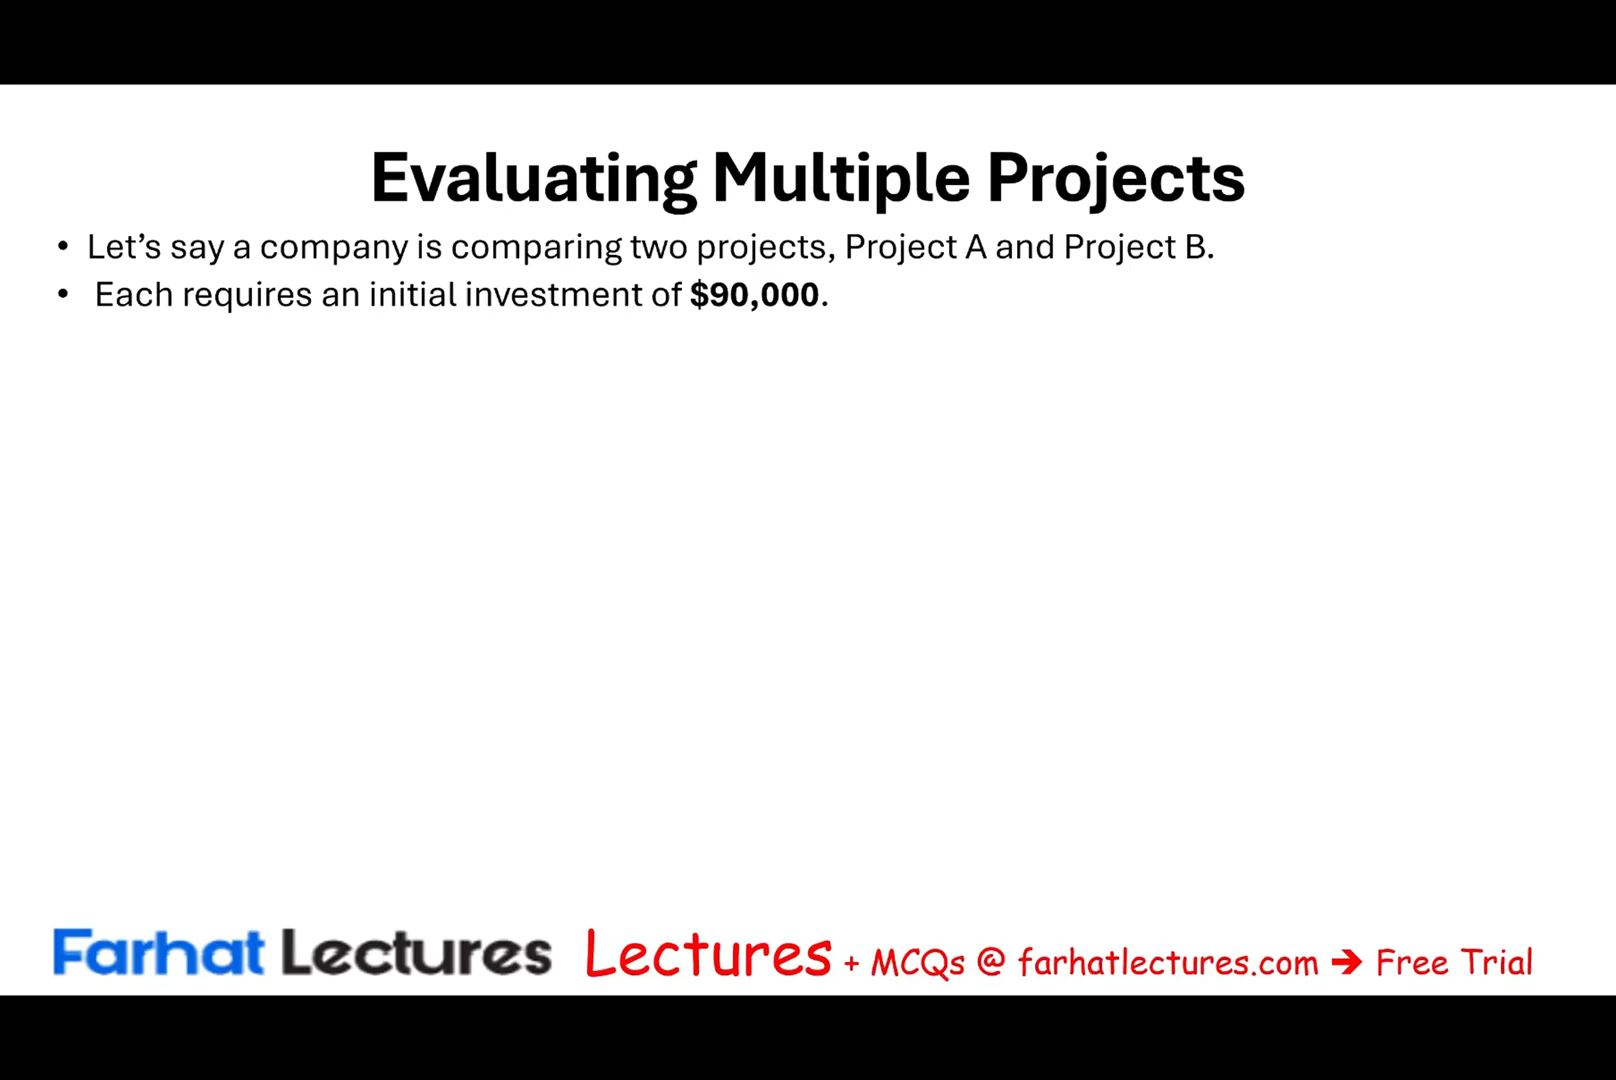 Evaluating Multiple Projects
• Let’s say a company is comparing two projects, Project A and Project B.
• Each requires an initial investment of $90,000.
Farhat Lectures Lectures + MCQs @ farhatlectures.com → Free Trial